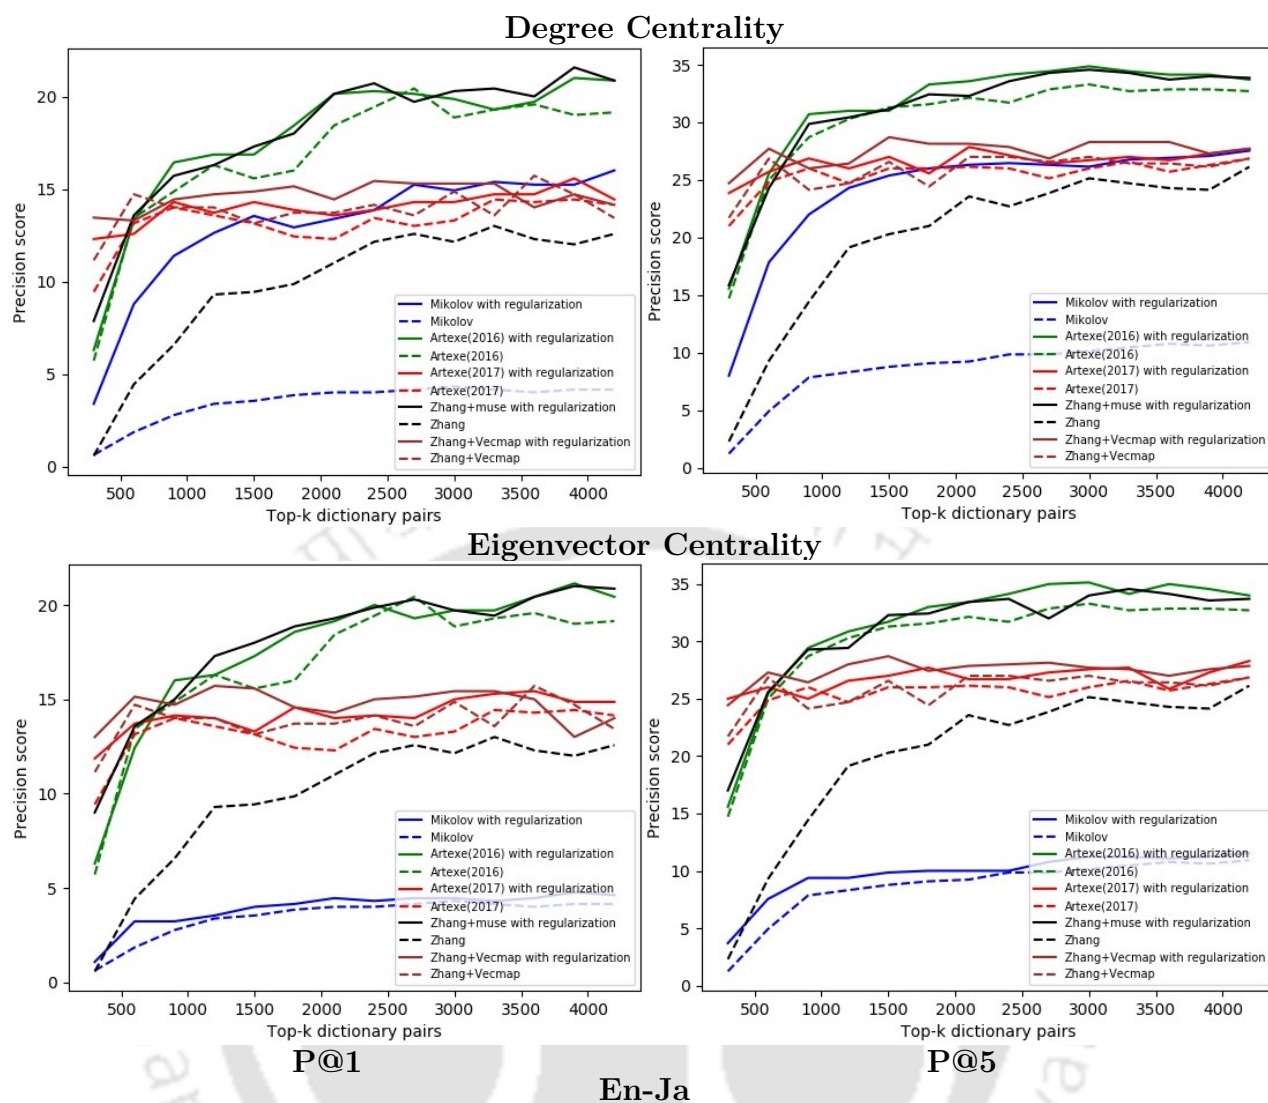 Degree Centrality
Precision score
20
15
10
5
0
Mikolov with regularization
Mikolov
Artexe(2016) with regularization
Artexe(2016)
Artexe(2017) with regularization
Artexe(2017)
Zhang+muse with regularization
Zhang
Zhang+Vecmap with regularization
Zhang+Vecmap
500 1000 1500 2000 2500 3000 3500 4000
Top-k dictionary pairs
Precision score
35
30
25
20
15
10
5
0
Mikolov with regularization
Mikolov
Artexe(2016) with regularization
Artexe(2016)
Artexe(2017) with regularization
Artexe(2017)
Zhang+muse with regularization
Zhang
Zhang+Vecmap with regularization
Zhang+Vecmap
500 1000 1500 2000 2500 3000 3500 4000
Top-k dictionary pairs
Eigenvector Centrality
Precision score
20
15
10
5
0
Mikolov with regularization
Mikolov
Artexe(2016) with regularization
Artexe(2016)
Artexe(2017) with regularization
Artexe(2017)
Zhang+muse with regularization
Zhang
Zhang+Vecmap with regularization
Zhang+Vecmap
500 1000 1500 2000 2500 3000 3500 4000
Top-k dictionary pairs
Precision score
35
30
25
20
15
10
5
0
Mikolov with regularization
Mikolov
Artexe(2016) with regularization
Artexe(2016)
Artexe(2017) with regularization
Artexe(2017)
Zhang+muse with regularization
Zhang
Zhang+Vecmap with regularization
Zhang+Vecmap
500 1000 1500 2000 2500 3000 3500 4000
Top-k dictionary pairs
P@1 P@5
En-Ja